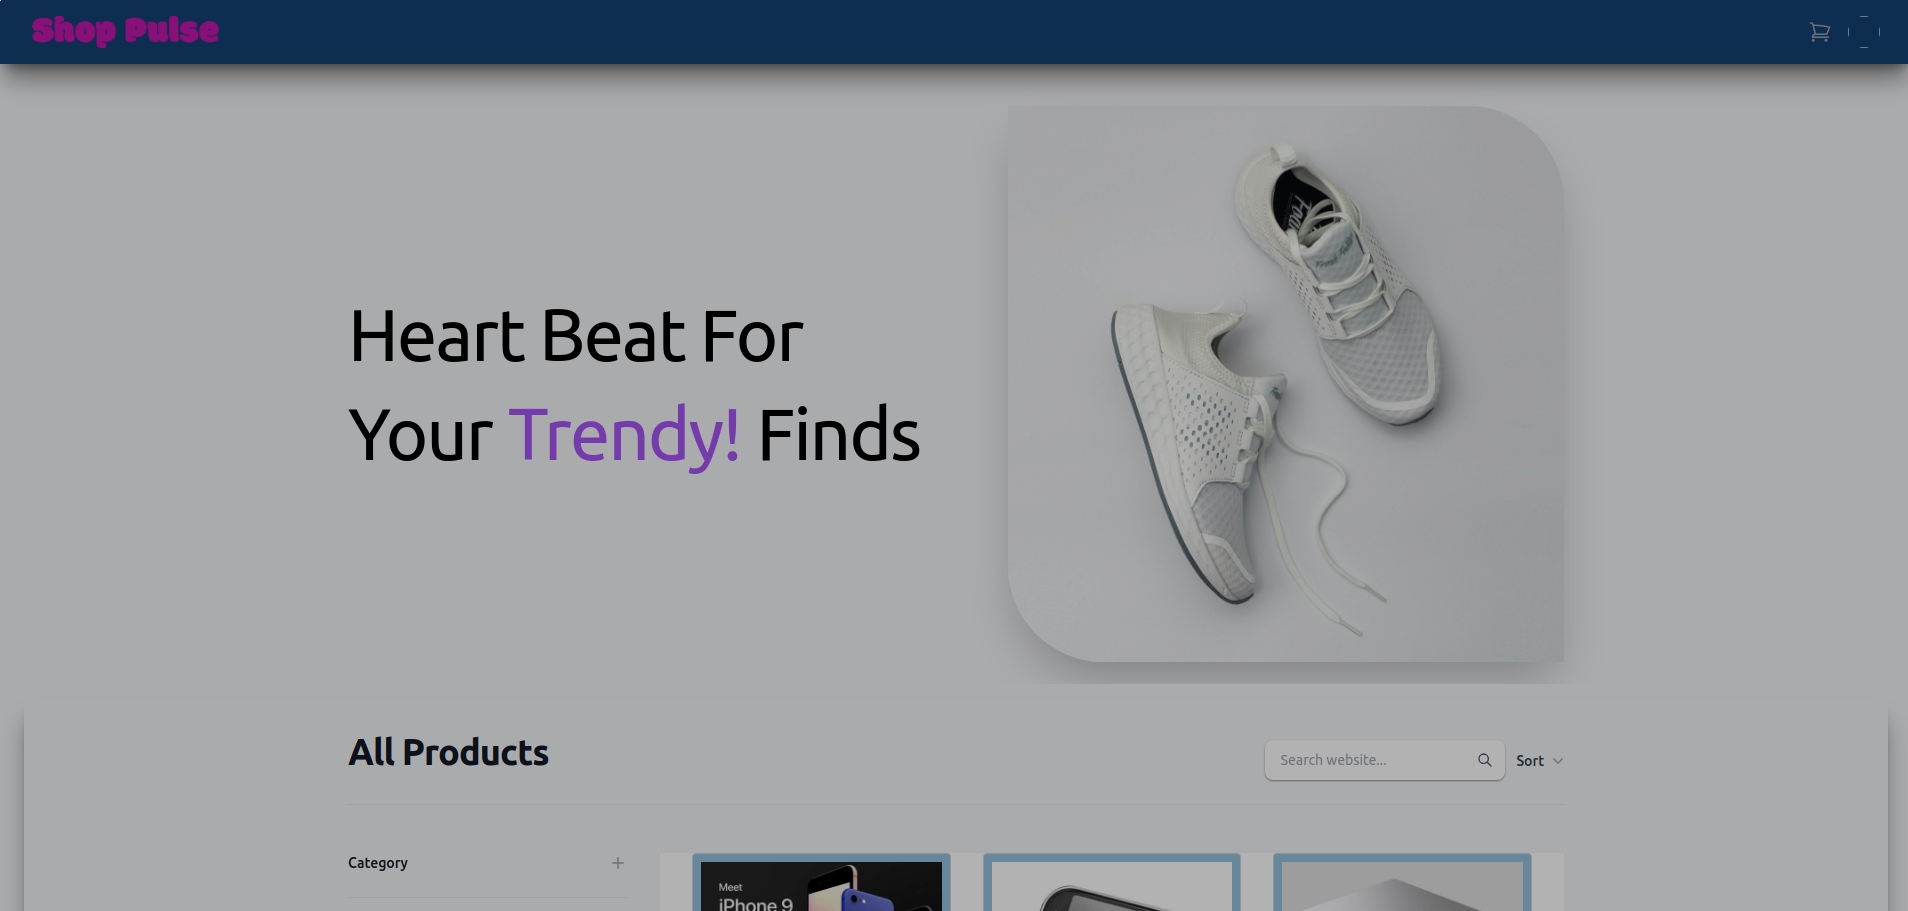 Shop Pulse
Heart Beat For
Your Trendy! Finds
All Products
Search website...
Sort
Category
Meet
iPhone 9